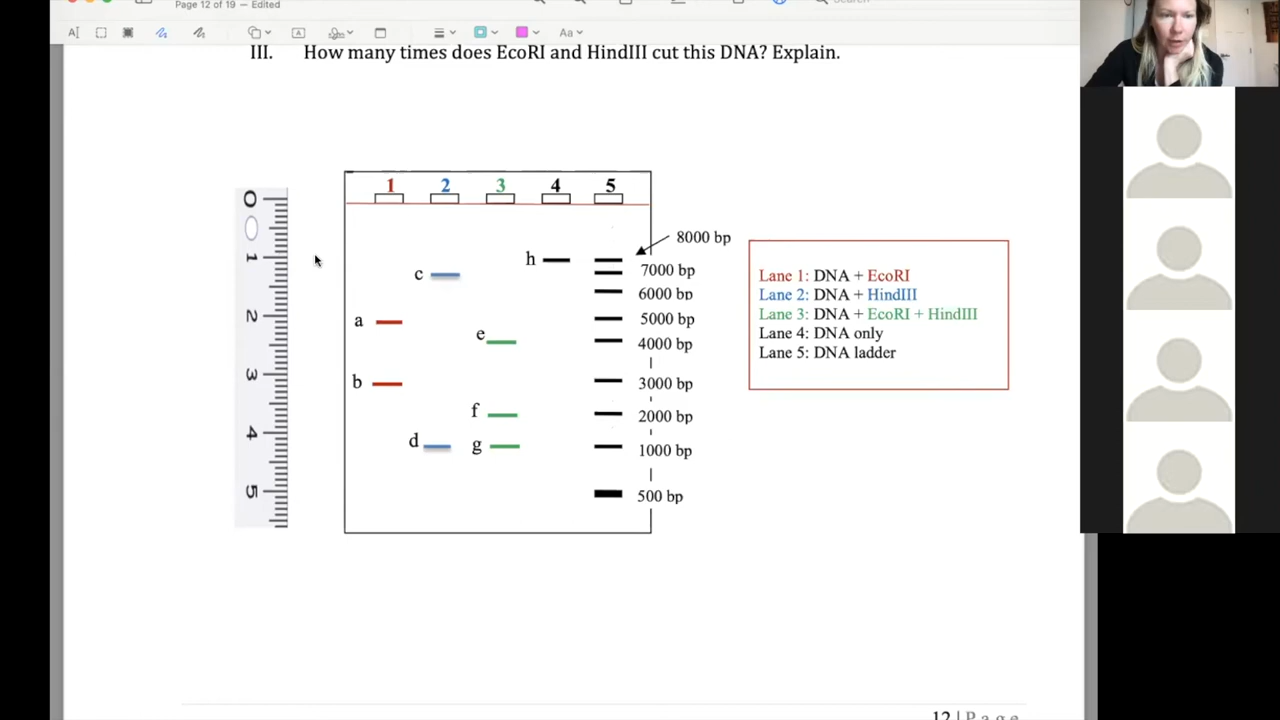 Page 12 of 19 — Edited
Search
Aa
III. How many times does EcoRI and HindIII cut this DNA? Explain.
0
1
2
3
4
5
1 2 3 4 5
8000 bp
h
7000 bp
c
6000 bp
a
5000 bp
e
4000 bp
b
3000 bp
f
2000 bp
d
g
1000 bp
500 bp
Lane 1: DNA + EcoRI
Lane 2: DNA + HindIII
Lane 3: DNA + EcoRI + HindIII
Lane 4: DNA only
Lane 5: DNA ladder
12 | Page